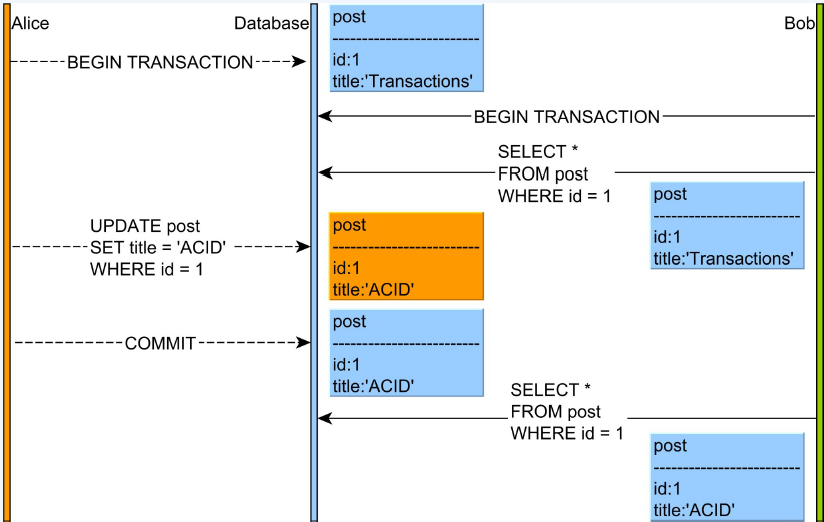 Alice
Database
Bob
post
---------------------------
id:1
title:'Transactions'
BEGIN TRANSACTION
BEGIN TRANSACTION
SELECT *
FROM post
WHERE id = 1
post
---------------------------
id:1
title:'Transactions'
UPDATE post
SET title = 'ACID'
WHERE id = 1
post
---------------------------
id:1
title:'ACID'
COMMIT
post
---------------------------
id:1
title:'ACID'
SELECT *
FROM post
WHERE id = 1
post
---------------------------
id:1
title:'ACID'